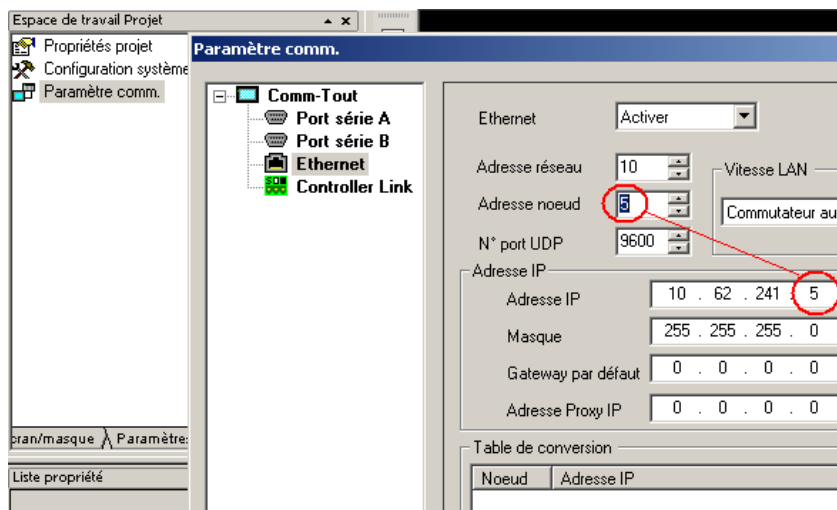 Espace de travail Projet
Propriétés projet
Configuration système
Paramètre comm.
Paramètre comm.
Comm-Tout
Port série A
Port série B
Ethernet
Controller Link
Ethernet Activer
Adresse réseau 10
Vitesse LAN
Adresse noeud 5
Commutateur au
N° port UDP 9600
Adresse IP
Adresse IP 10 . 62 . 241 . 5
Masque 255 . 255 . 255 . 0
Gateway par défaut 0 . 0 . 0 . 0
Adresse Proxy IP 0 . 0 . 0 . 0
cran/masque Paramètre
Table de conversion
Liste propriété
Noeud Adresse IP